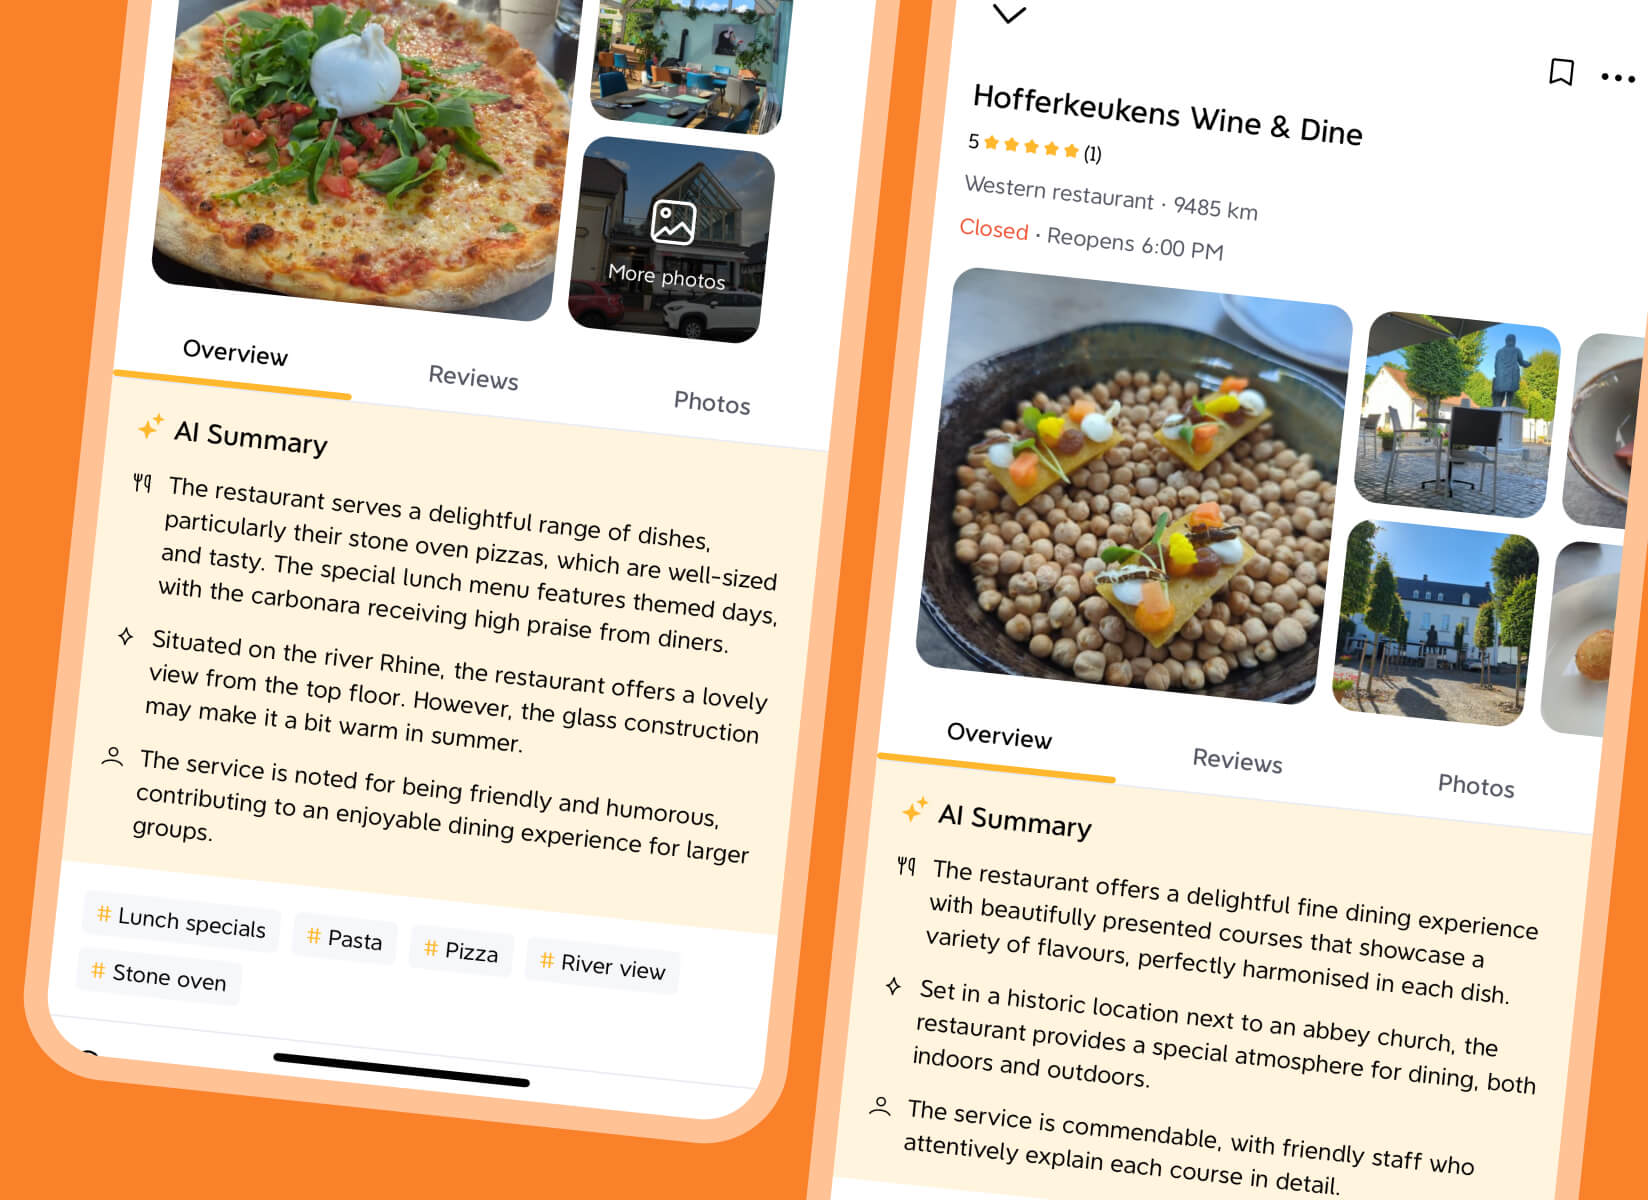 More photos
Overview
Reviews
Photos
AI Summary
The restaurant serves a delightful range of dishes,
particularly their stone oven pizzas, which are well-sized
and tasty. The special lunch menu features themed days,
with the carbonara receiving high praise from diners.
Situated on the river Rhine, the restaurant offers a lovely
view from the top floor. However, the glass construction
may make it a bit warm in summer.
The service is noted for being friendly and humorous,
contributing to an enjoyable dining experience for larger
groups.
# Lunch specials
# Pasta
# Pizza
# River view
# Stone oven
Hofferkeukens Wine & Dine
5 ★★★★★ (1)
Western restaurant · 9485 km
Closed · Reopens 6:00 PM
Overview
Reviews
Photos
AI Summary
The restaurant offers a delightful fine dining experience
with beautifully presented courses that showcase a
variety of flavours, perfectly harmonised in each dish.
Set in a historic location next to an abbey church, the
restaurant provides a special atmosphere for dining, both
indoors and outdoors.
The service is commendable, with friendly staff who
attentively explain each course in detail.